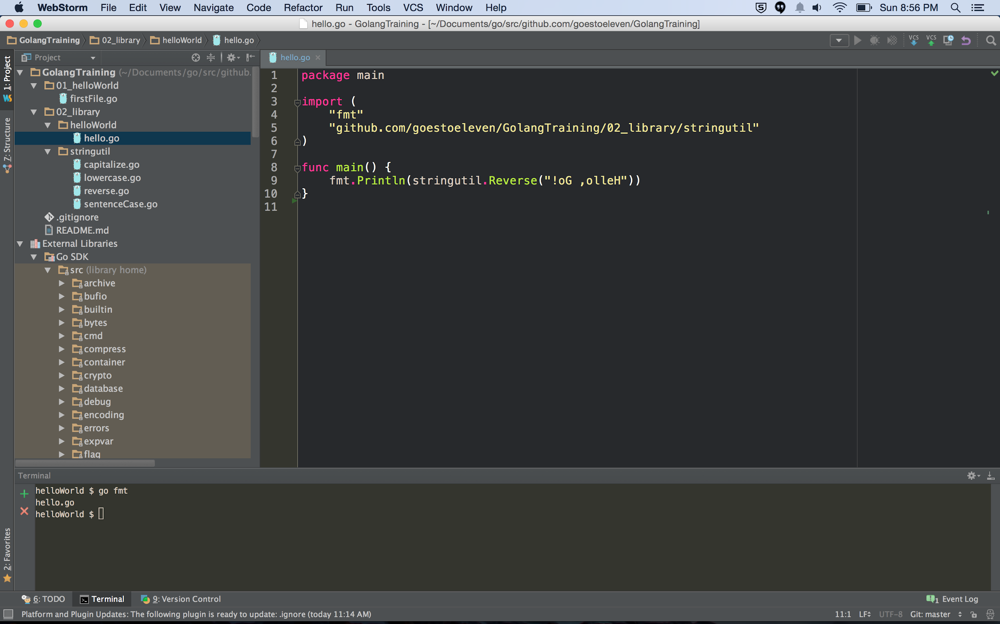 WebStorm File Edit View Navigate Code Refactor Run Tools VCS Window Help Sun 8:56 PM
hello.go - GolangTraining - [~/Documents/go/src/github.com/goestoeleven/GolangTraining]
GolangTraining 02_library helloWorld hello.go VCS VCS
1: Project
7: Structure
2: Favorites
Project
GolangTraining (~/Documents/go/src/github.
01_helloWorld
firstFile.go
02_library
helloWorld
hello.go
stringutil
capitalize.go
lowercase.go
reverse.go
sentenceCase.go
.gitignore
README.md
External Libraries
Go SDK
src (library home)
archive
bufio
builtin
bytes
cmd
compress
container
crypto
database
debug
encoding
errors
expvar
flag
hello.go
1 package main
2
3 import (
4 "fmt"
5 "github.com/goestoeleven/GolangTraining/02_library/stringutil"
6 )
7
8 func main() {
9 fmt.Println(stringutil.Reverse("!oG ,olleH"))
10 }
11
Terminal
helloWorld $ go fmt
hello.go
helloWorld $
6: TODO Terminal 9: Version Control 1 Event Log
Platform and Plugin Updates: The following plugin is ready to update: .ignore (today 11:14 AM) 11:1 LF UTF-8 Git: master